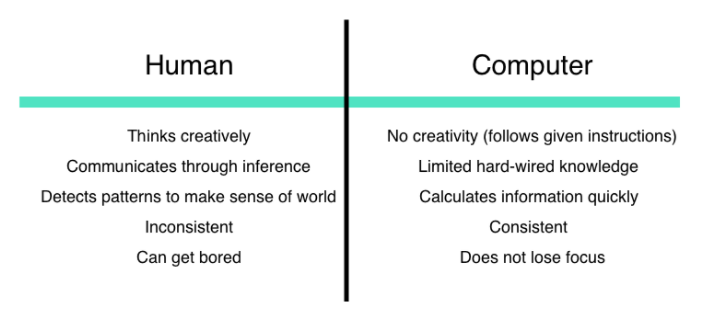 Human
Computer
Thinks creatively
No creativity (follows given instructions)
Communicates through inference
Limited hard-wired knowledge
Detects patterns to make sense of world
Calculates information quickly
Inconsistent
Consistent
Can get bored
Does not lose focus